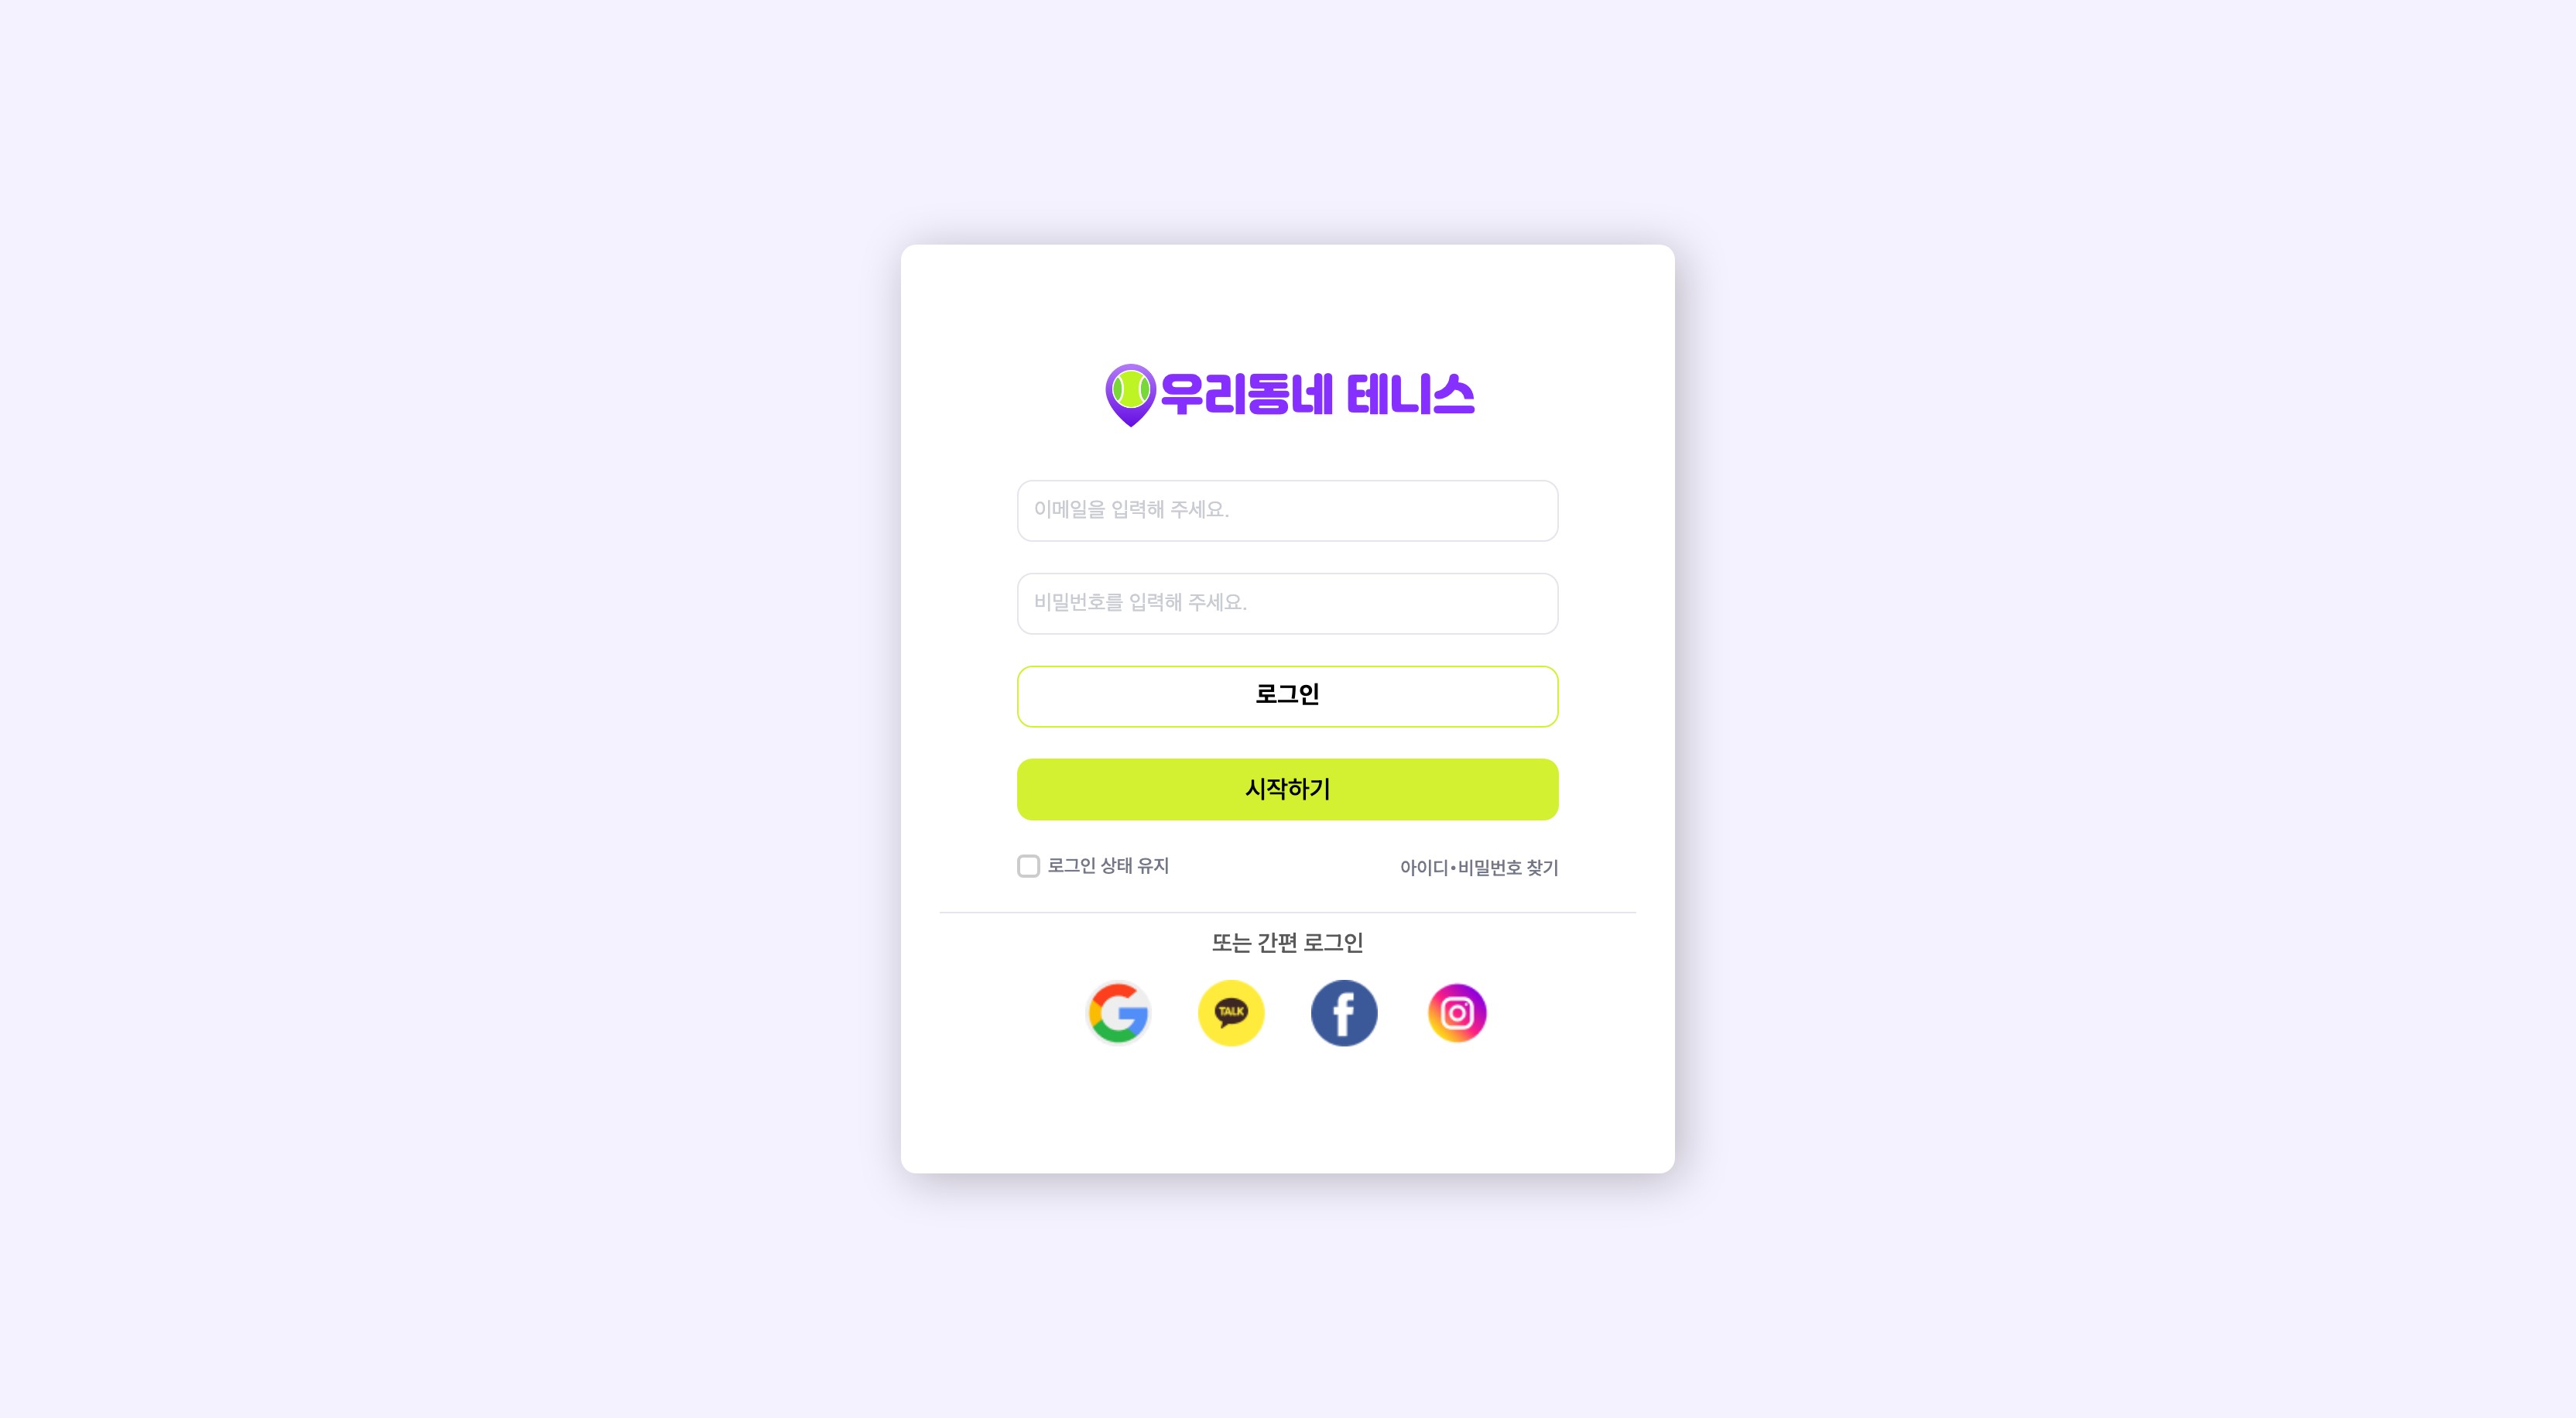 우리동네 테니스
이메일을 입력해 주세요.
비밀번호를 입력해 주세요.
로그인
시작하기
로그인 상태 유지 아이디•비밀번호 찾기
또는 간편 로그인
TALK